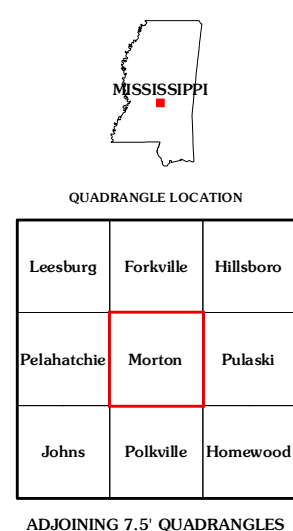 MISSISSIPPI
QUADRANGLE LOCATION
Leesburg Forkville Hillsboro
Pelahatchie Morton Pulaski
Johns Polkville Homewood
ADJOINING 7.5' QUADRANGLES